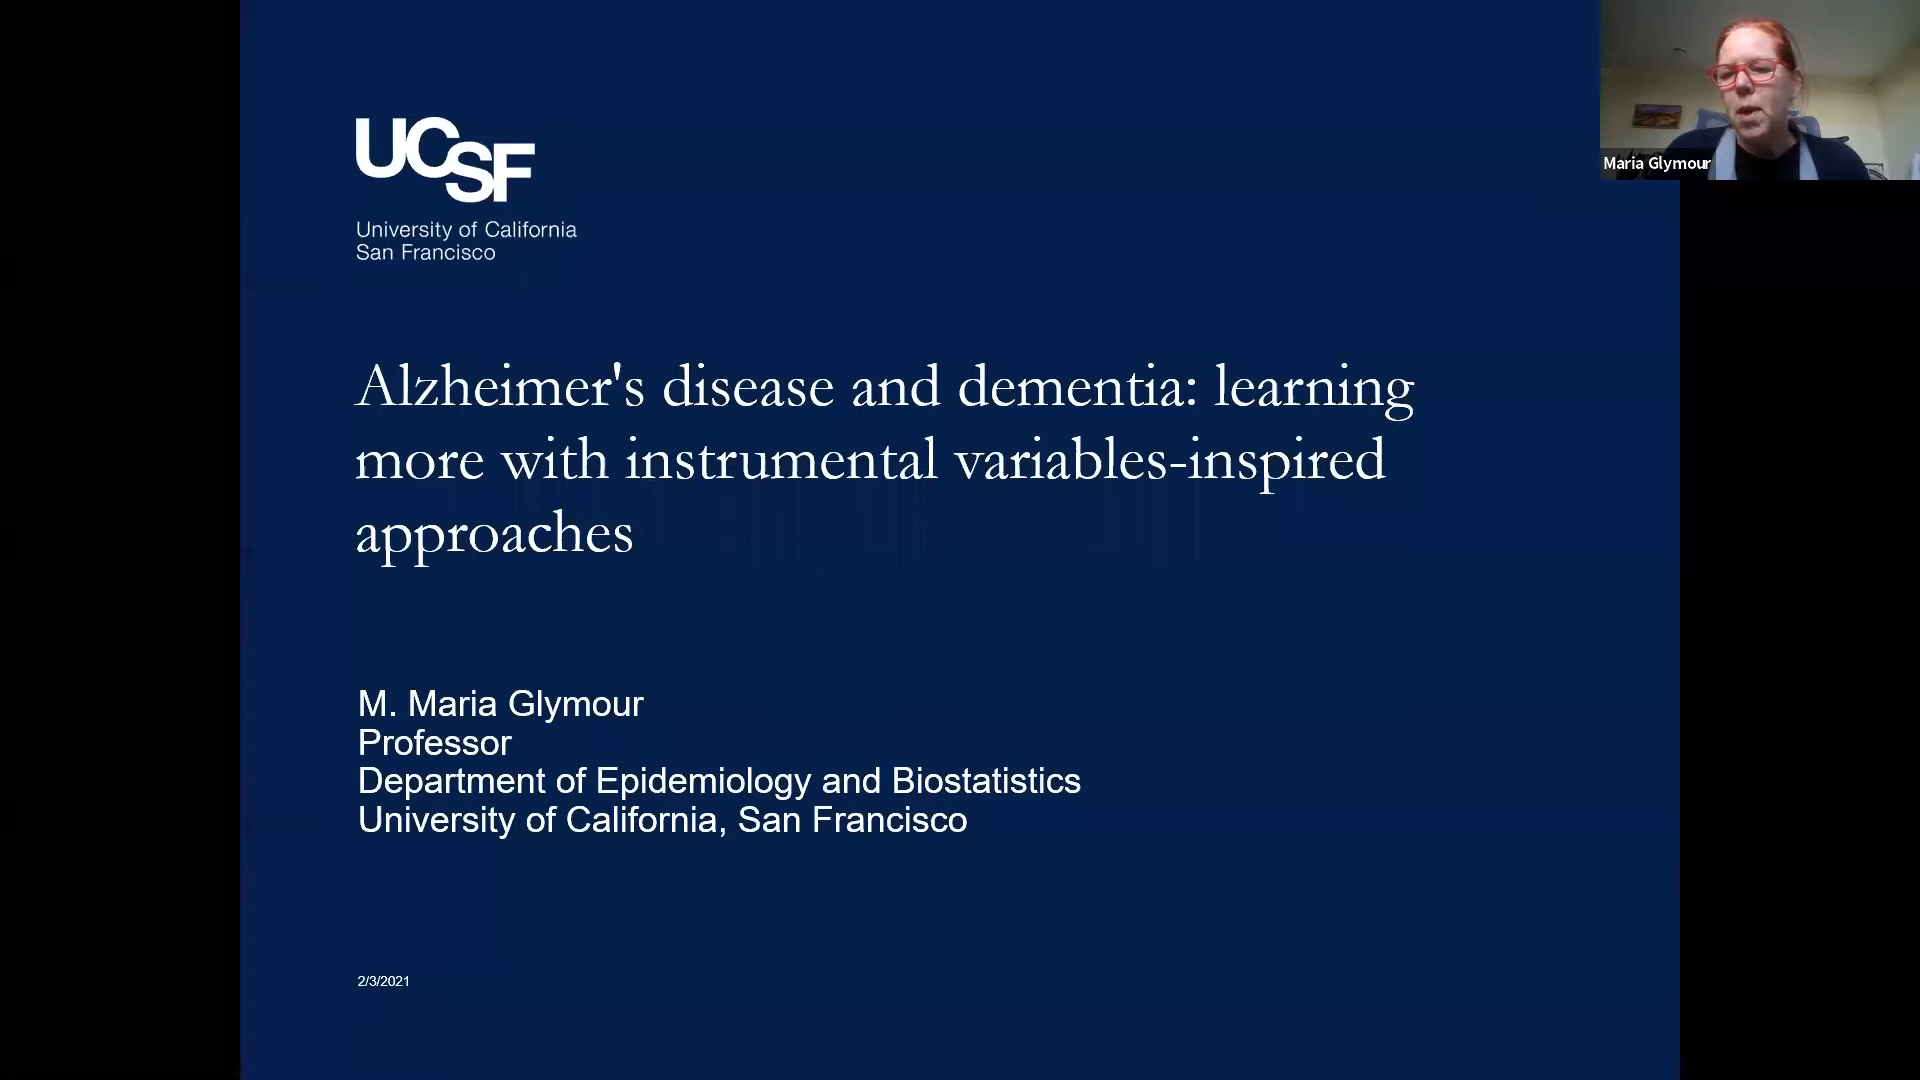 UCSF
University of California
San Francisco
Maria Glymour
Alzheimer's disease and dementia: learning
more with instrumental variables-inspired
approaches
M. Maria Glymour
Professor
Department of Epidemiology and Biostatistics
University of California, San Francisco
2/3/2021